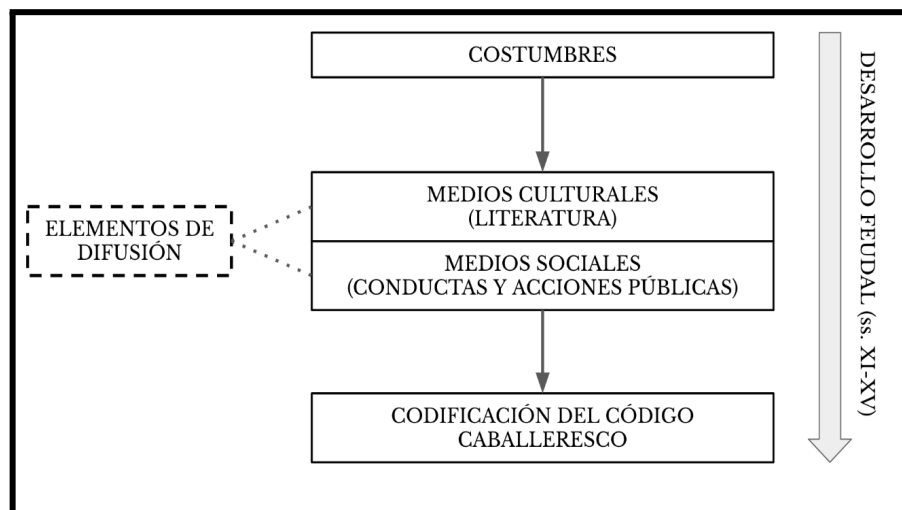 COSTUMBRES
MEDIOS CULTURALES
(LITERATURA)
ELEMENTOS DE
DIFUSIÓN
MEDIOS SOCIALES
(CONDUCTAS Y ACCIONES PÚBLICAS)
CODIFICACIÓN DEL CÓDIGO
CABALLERESCO
DESARROLLO FEUDAL (ss. XI-XV)